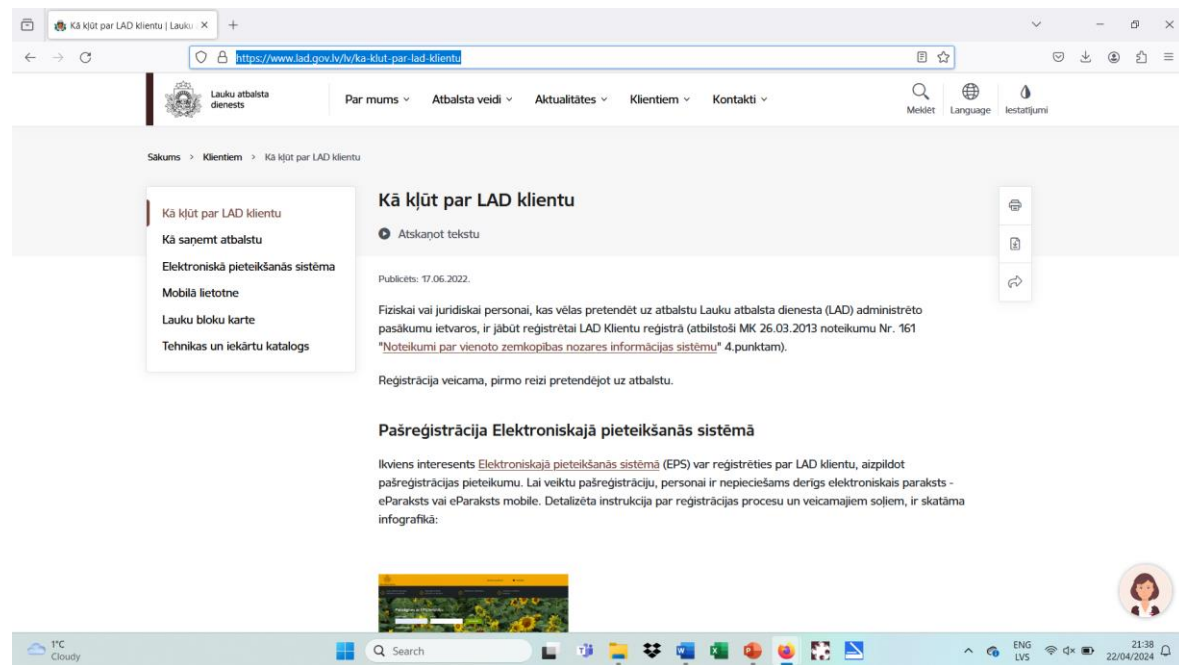 Kā kļūt par LAD klientu | Lauku
https://www.lad.gov.lv/lv/ka-klut-par-lad-klientu
Lauku atbalsta
dienests
Par mums
Atbalsta veidi
Aktualitātes
Klientiem
Kontakti
Meklēt
Language
Iestatījumi
Sākums > Klientiem > Kā kļūt par LAD klientu
Kā kļūt par LAD klientu
Kā saņemt atbalstu
Elektroniskā pieteikšanās sistēma
Mobilā lietotne
Lauku bloku karte
Tehnikas un iekārtu katalogs
Kā kļūt par LAD klientu
Atskaņot tekstu
Publicēts: 17.06.2022.
Fiziskai vai juridiskai personai, kas vēlas pretendēt uz atbalstu Lauku atbalsta dienesta (LAD) administrēto
pasākumu ietvaros, ir jābūt reģistrētai LAD Klientu reģistrā (atbilstoši MK 26.03.2013 noteikumu Nr. 161
"Noteikumi par vienoto zemkopības nozares informācijas sistēmu" 4.punktam).
Reģistrācija veicama, pirmo reizi pretendējot uz atbalstu.
Pašreģistrācija Elektroniskajā pieteikšanās sistēmā
Ikviens interesents Elektroniskajā pieteikšanās sistēmā (EPS) var reģistrēties par LAD klientu, aizpildot
pašreģistrācijas pieteikumu. Lai veiktu pašreģistrāciju, personai ir nepieciešams derīgs elektroniskais paraksts -
eParaksts vai eParaksts mobile. Detalizēta instrukcija par reģistrācijas procesu un veicamajiem soļiem, ir skatāma
infografikā:
1°C
Cloudy
Search
ENG
LVS
21:38
22/04/2024